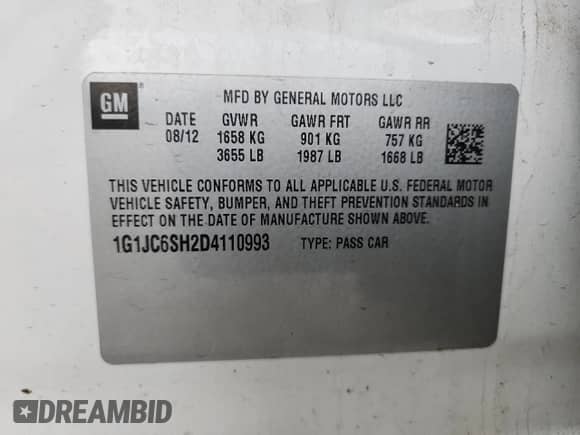 GM
MFD BY GENERAL MOTORS LLC
DATE GVWR GAWR FRT GAWR RR
08/12 1658 KG 901 KG 757 KG
3655 LB 1987 LB 1668 LB
THIS VEHICLE CONFORMS TO ALL APPLICABLE U.S. FEDERAL MOTOR
VEHICLE SAFETY, BUMPER, AND THEFT PREVENTION STANDARDS IN
EFFECT ON THE DATE OF MANUFACTURE SHOWN ABOVE.
1G1JC6SH2D4110993 TYPE: PASS CAR
DREAMBID